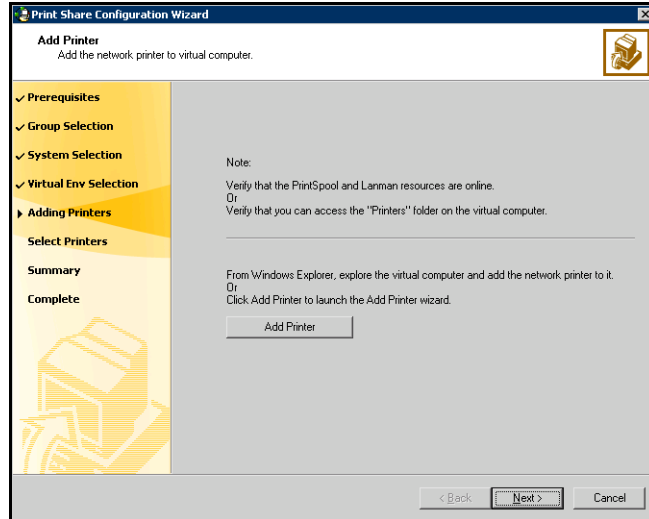 Print Share Configuration Wizard
Add Printer
Add the network printer to virtual computer.
Prerequisites
Group Selection
System Selection
Virtual Env Selection
Adding Printers
Select Printers
Summary
Complete
Note:
Verify that the PrintSpool and Lanman resources are online.
Or
Verify that you can access the "Printers" folder on the virtual computer.
From Windows Explorer, explore the virtual computer and add the network printer to it.
Or
Click Add Printer to launch the Add Printer wizard.
Add Printer
< Back
Next >
Cancel